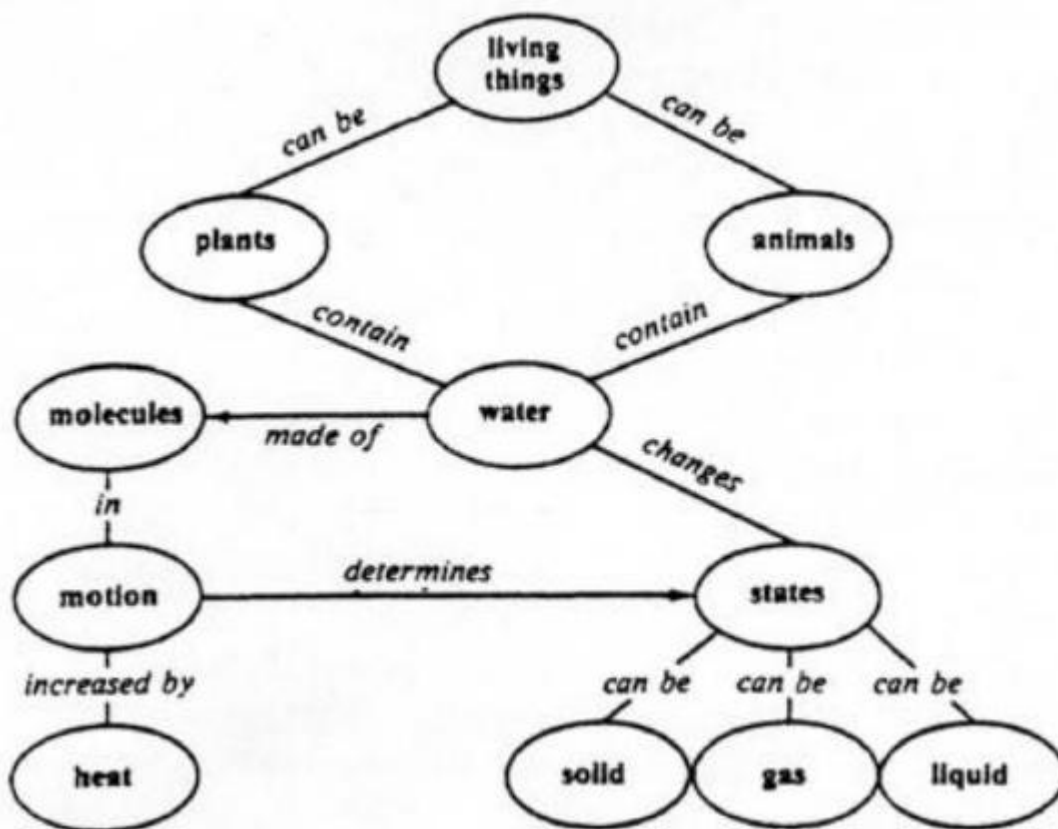 living
things
can be
can be
plants
animals
contain
contain
molecules
water
made of
changes
in
motion
determines
states
increased by
can be
can be
can be
heat
solid
gas
liquid